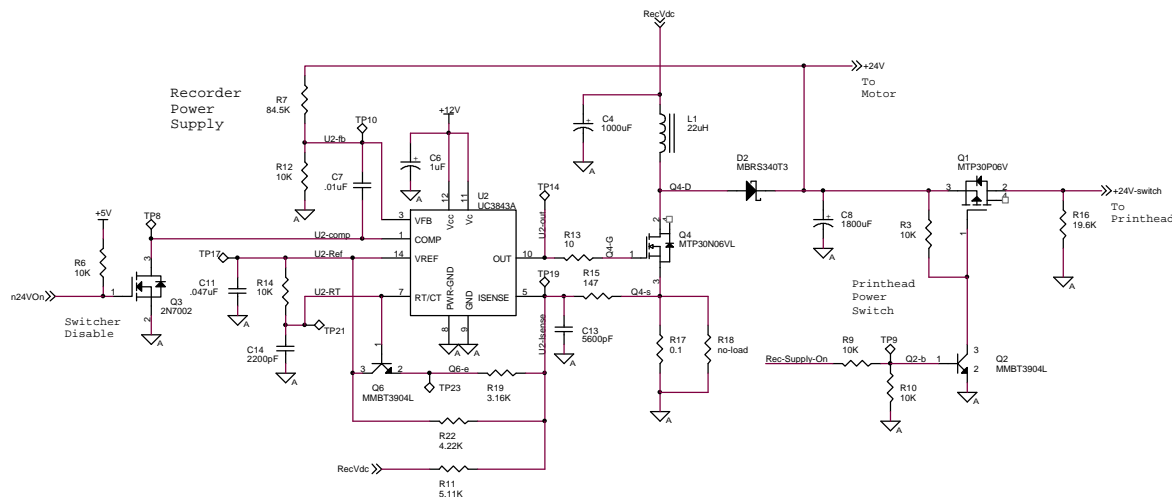 RecVdc
+24V
To
Motor
Recorder
Power
Supply
R7
84.5K
TP10
+12V
C4
1000uF
L1
22uH
U2-fb
R12
10K
C7
.01uF
C6
1uF
D2
MBRS340T3
Q1
MTP30P06V
U2
UC3843A
TP14
Q4-D
3
2
4
1
+24V-switch
To
Printhead
12
11
Vcc
Vc
+5V
TP8
3
VFB
U2-out
2
4
C8
1800uF
R3
10K
R16
19.6K
U2-comp
1
COMP
R13
10
Q4-G
1
Q4
MTP30N06VL
R6
10K
3
TP17
U2-Ref
14
VREF
OUT
10
TP19
3
n24VOn
1
2
Q3
2N7002
C11
.047uF
R14
10K
U2-RT
7
RT/CT
PWR-GND
GND
ISENSE
5
R15
147
Q4-s
Printhead
Power
Switch
Switcher
Disable
TP21
8
9
U2-Isense
C13
5600pF
R17
0.1
R18
no-load
C14
2200pF
1
3
2
Q6
MMBT3904L
Q6-e
TP23
R19
3.16K
Rec-Supply-On
R9
10K
TP9
Q2-b
1
3
2
Q2
MMBT3904L
R10
10K
R22
4.22K
RecVdc
R11
5.11K
A
A
A
A
A
A
A
A
A
A
A
A
A
A